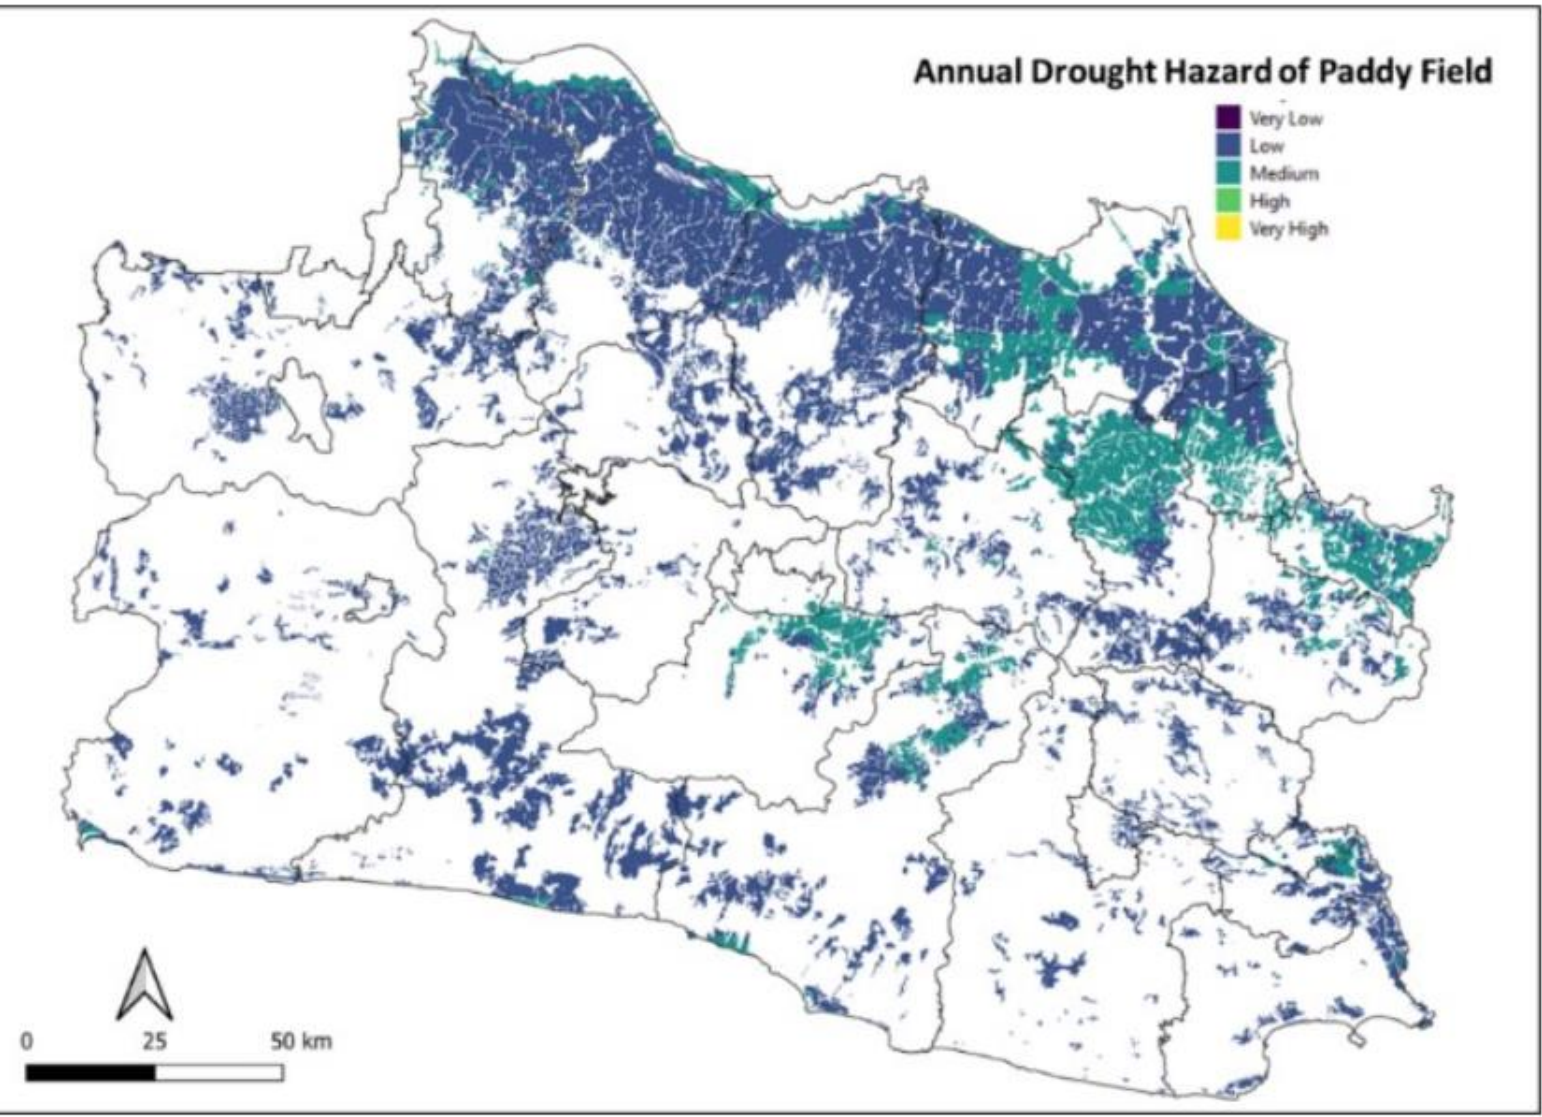 Annual Drought Hazard of Paddy Field
Very Low
Low
Medium
High
Very High
0 25 50 km